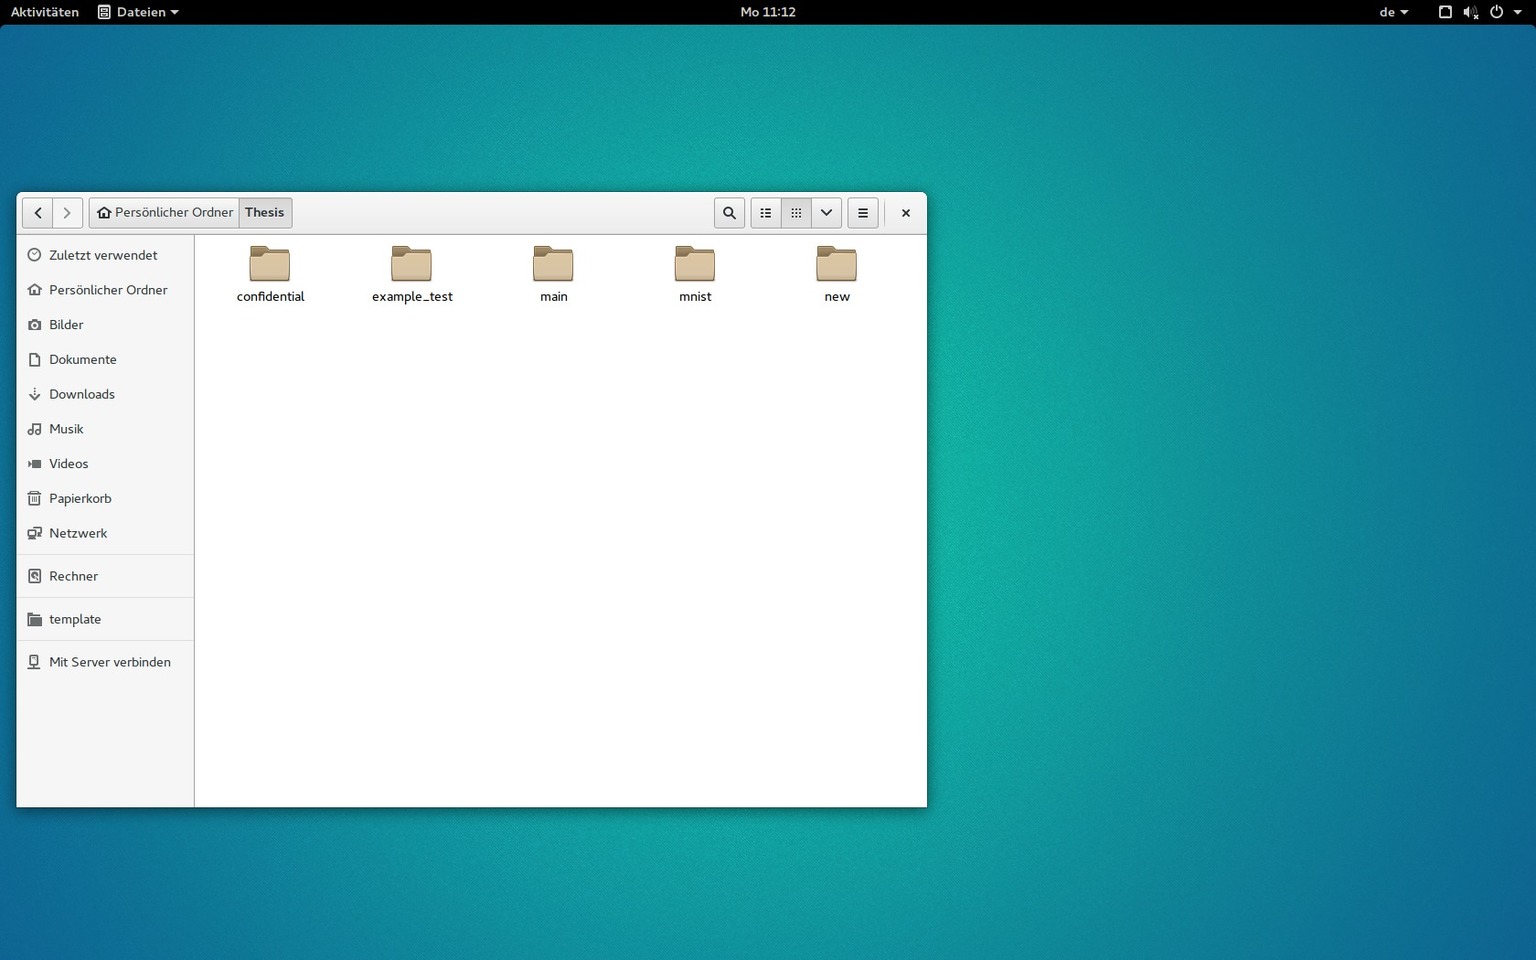 Aktivitäten Dateien Mo 11:12 de
Persönlicher Ordner Thesis
Zuletzt verwendet
Persönlicher Ordner
Bilder
Dokumente
Downloads
Musik
Videos
Papierkorb
Netzwerk
Rechner
template
Mit Server verbinden
confidential example_test main mnist new